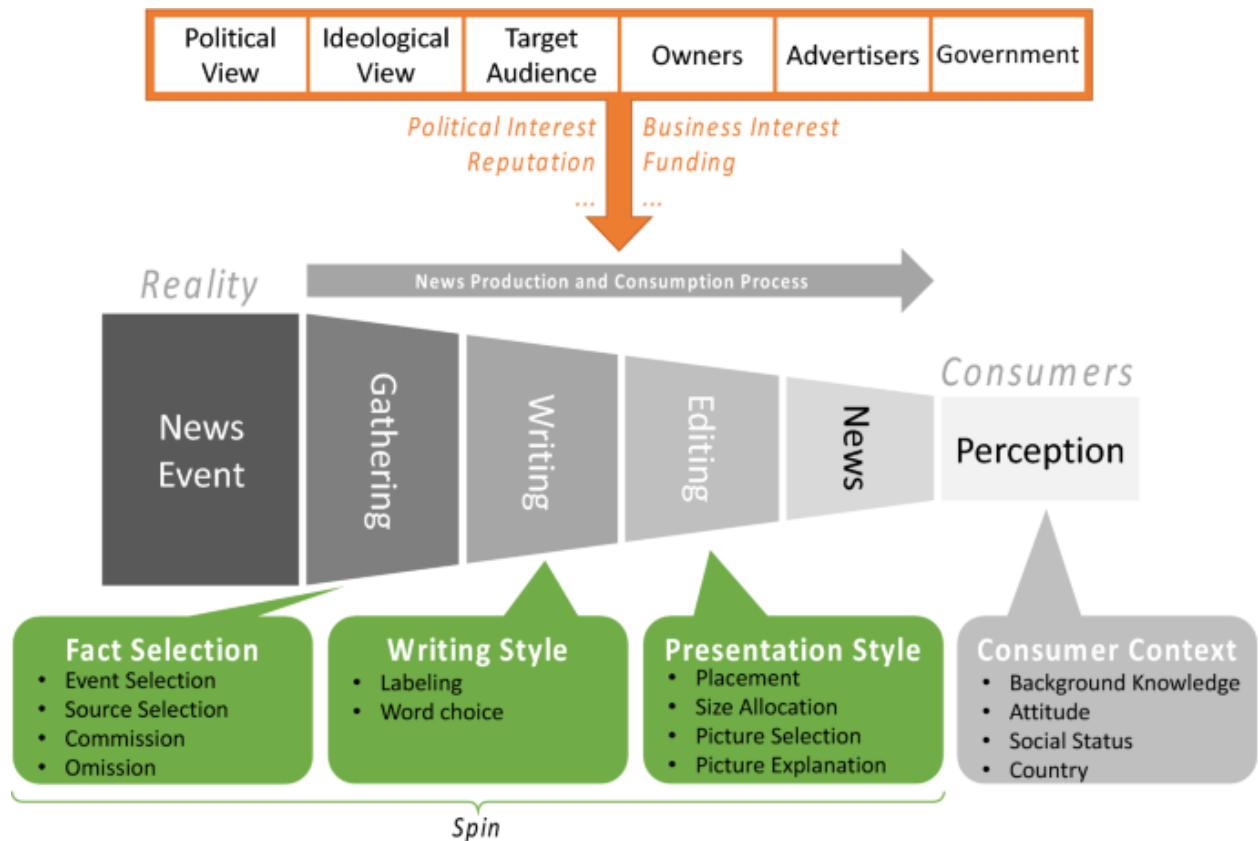 Political
View
Ideological
View
Target
Audience
Owners
Advertisers
Government
Political Interest
Reputation
...
Business Interest
Funding
...
Reality
News Production and Consumption Process
Consumers
News
Event
Gathering
Writing
Editing
News
Perception
Fact Selection
• Event Selection
• Source Selection
• Commission
• Omission
Writing Style
• Labeling
• Word choice
Presentation Style
• Placement
• Size Allocation
• Picture Selection
• Picture Explanation
Consumer Context
• Background Knowledge
• Attitude
• Social Status
• Country
Spin